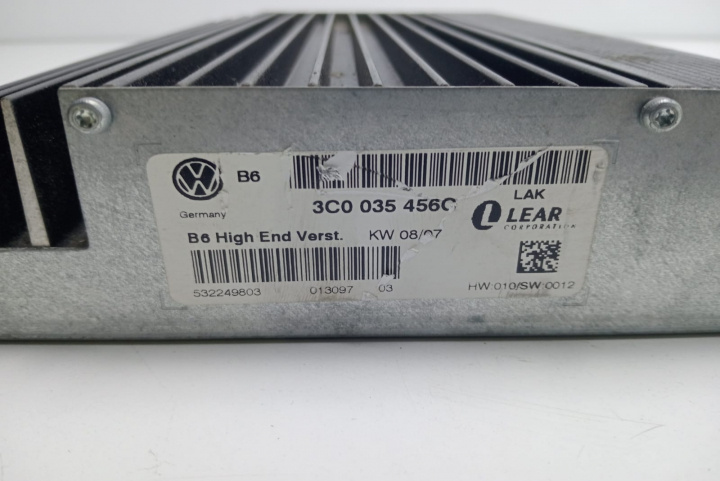 B6
LAK
3C0 035 456
Germany
LEAR
CORPORATION
B6 High End Verst. KW 08/07
532249803 013097 03
HW 010/SW 0012